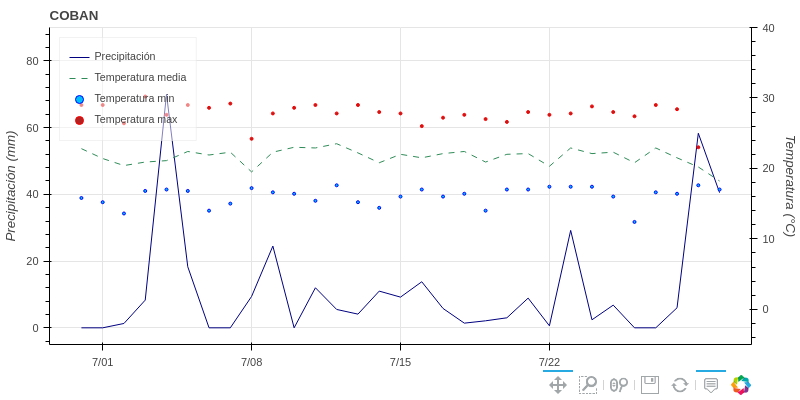 COBAN
Precipitación
Temperatura media
Temperatura min
Temperatura max
Precipitación (mm)
80
60
40
20
0
40
30
20
10
0
Temperatura (°C)
7/01
7/08
7/15
7/22